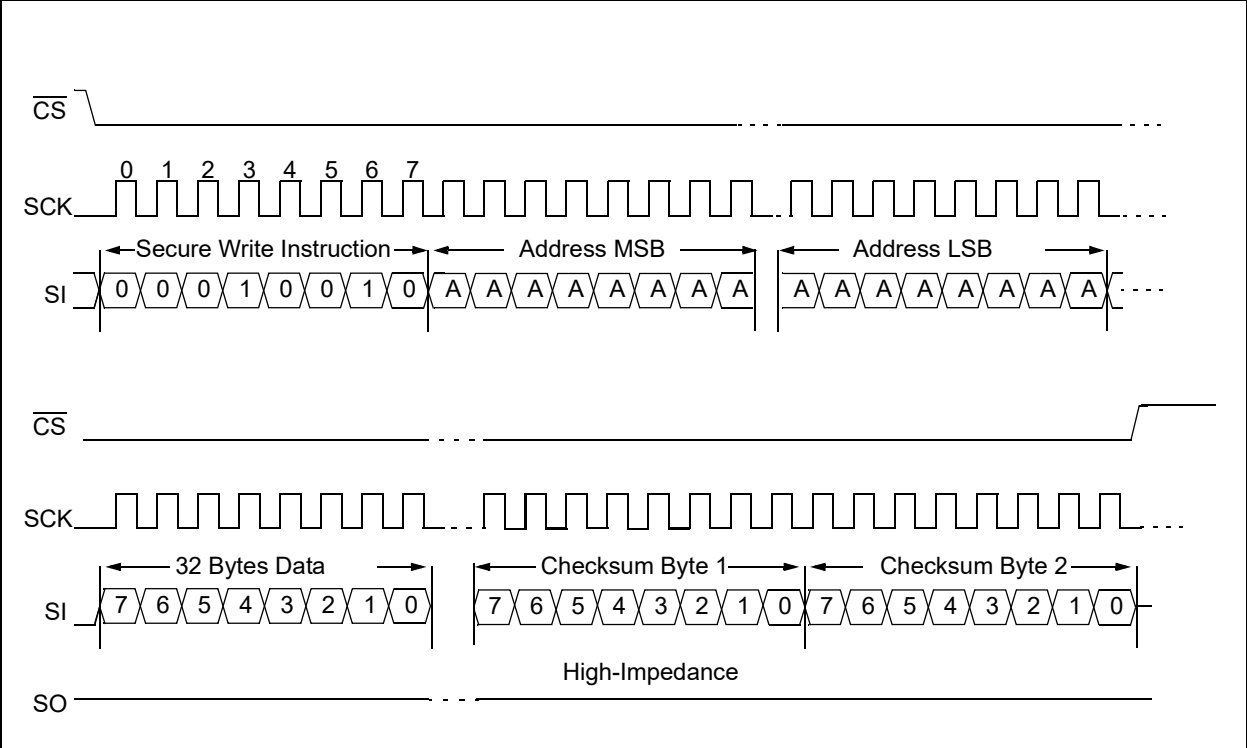 CS
0 1 2 3 4 5 6 7
SCK
Secure Write Instruction Address MSB Address LSB
SI 0 0 0 1 0 0 1 0 A A A A A A A A A A A A A A A A
CS
SCK
32 Bytes Data Checksum Byte 1 Checksum Byte 2
SI 7 6 5 4 3 2 1 0 7 6 5 4 3 2 1 0 7 6 5 4 3 2 1 0
High-Impedance
SO